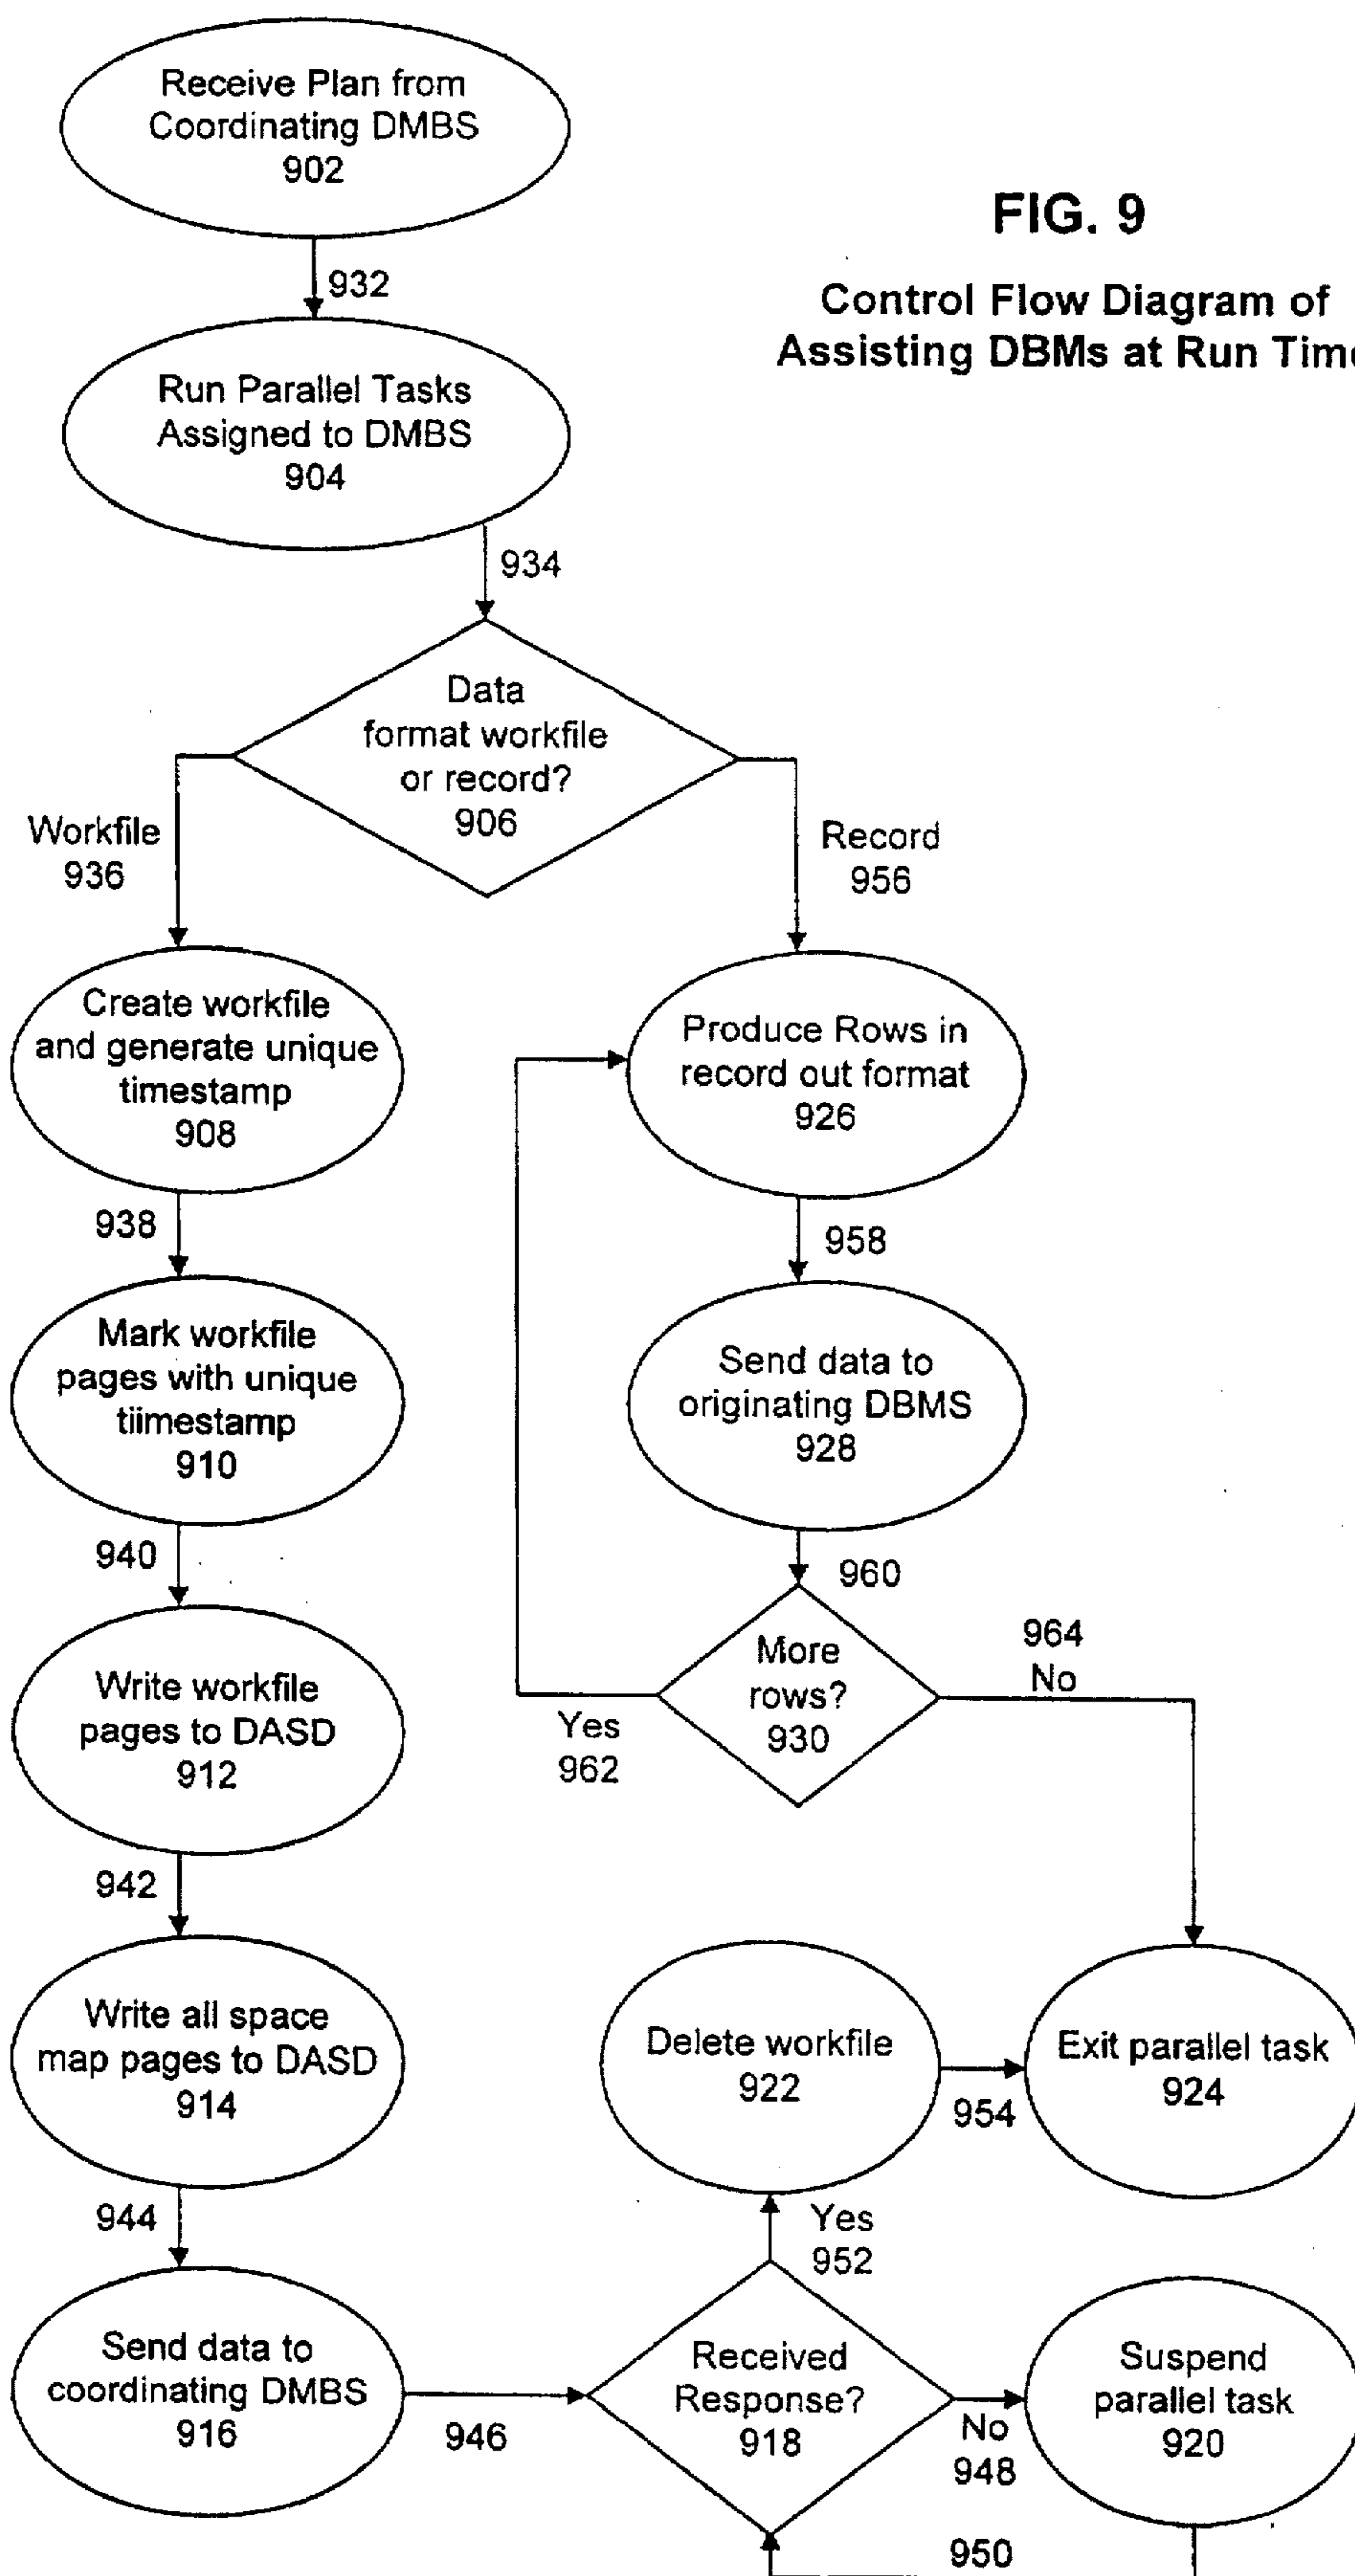 Receive Plan from
Coordinating DMBS
902
FIG. 9
Control Flow Diagram of
Assisting DBMs at Run Tim
932
Run Parallel Tasks
Assigned to DMBS
904
934
Data
format workfile
or record?
906
Workfile
936
Record
956
Create workfile
and generate unique
timestamp
908
Produce Rows in
record out format
926
938
958
Mark workfile
pages with unique
tiimestamp
910
Send data to
originating DBMS
928
940
960
Write workfile
pages to DASD
912
More
rows?
930
Yes
962
964
No
942
Write all space
map pages to DASD
914
Delete workfile
922
954
Exit parallel task
924
944
Yes
952
Send data to
coordinating DMBS
916
946
Received
Response?
918
No
948
Suspend
parallel task
920
950